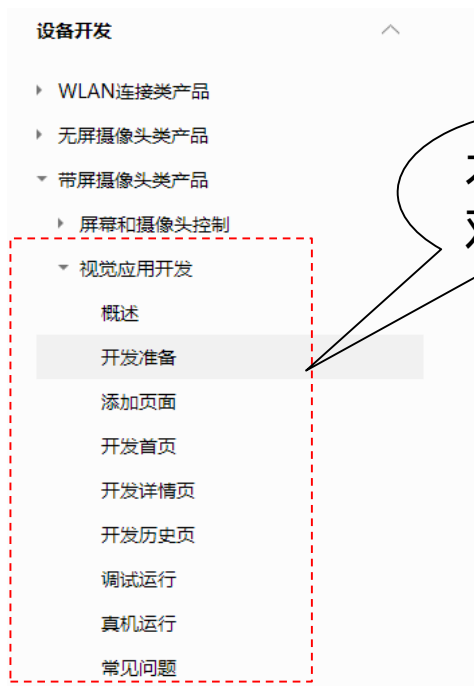 设备开发
WLAN连接类产品
无屏摄像头类产品
带屏摄像头类产品
屏幕和摄像头控制
视觉应用开发
概述
开发准备
添加页面
开发首页
开发详情页
开发历史页
调试运行
真机运行
常见问题